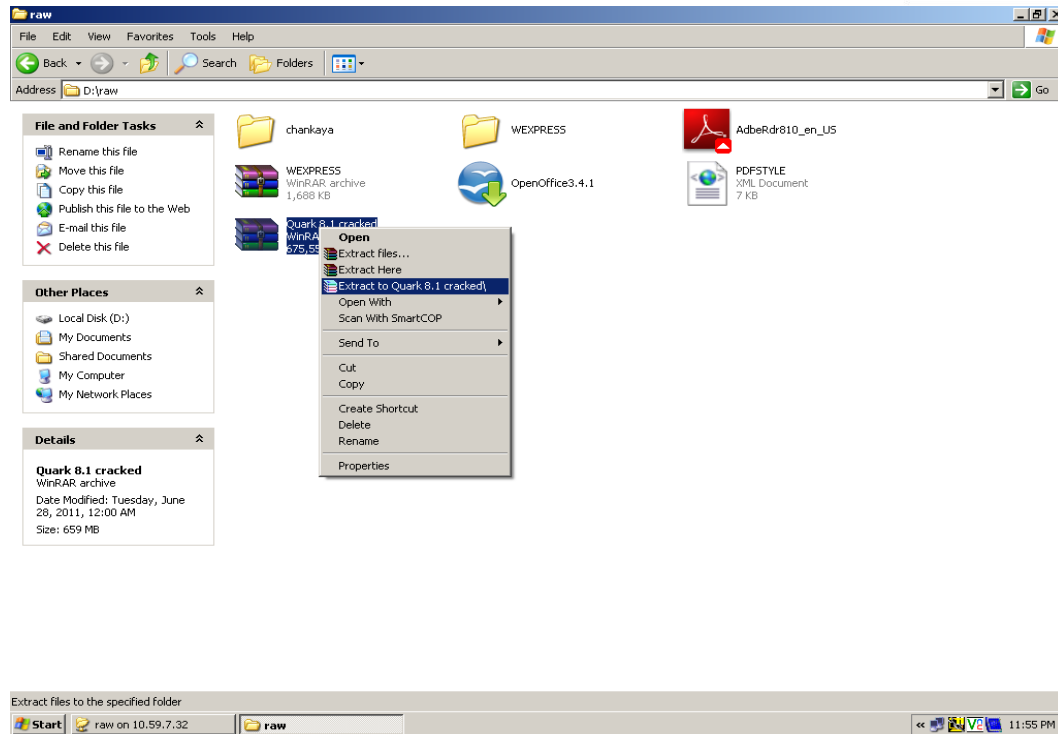 raw
File Edit View Favorites Tools Help
Back Search Folders
Address D:\raw Go
File and Folder Tasks
Rename this file
Move this file
Copy this file
Publish this file to the Web
E-mail this file
Delete this file
Other Places
Local Disk (D:)
My Documents
Shared Documents
My Computer
My Network Places
Details
Quark 8.1 cracked
WinRAR archive
Date Modified: Tuesday, June
28, 2011, 12:00 AM
Size: 659 MB
chankaya
WEXPRESS
AdbeRdr810_en_US
WEXPRESS
WinRAR archive
1,688 KB
OpenOffice3.4.1
PDFSTYLE
XML Document
7 KB
Quark 8.1 cracked
Open
Extract files...
Extract Here
Extract to Quark 8.1 cracked\
Open With
Scan With SmartCOP
Send To
Cut
Copy
Create Shortcut
Delete
Rename
Properties
Extract files to the specified folder
Start raw on 10.59.7.32 raw 11:55 PM